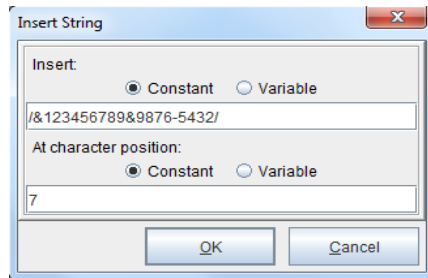 Insert String
x
Insert:
Constant Variable
/&123456789&9876-5432/
At character position:
Constant Variable
7
OK Cancel